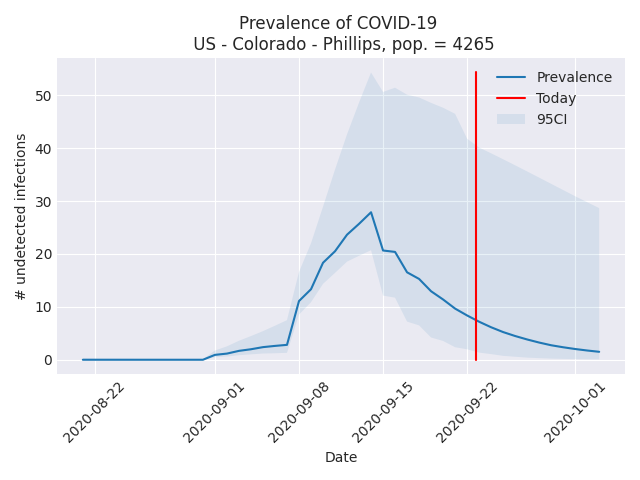 Prevalence of COVID-19
US - Colorado - Phillips, pop. = 4265
Prevalence
Today
95CI
# undetected infections
50
40
30
20
10
0
2020-08-22
2020-09-01
2020-09-08
2020-09-15
2020-09-22
2020-10-01
Date